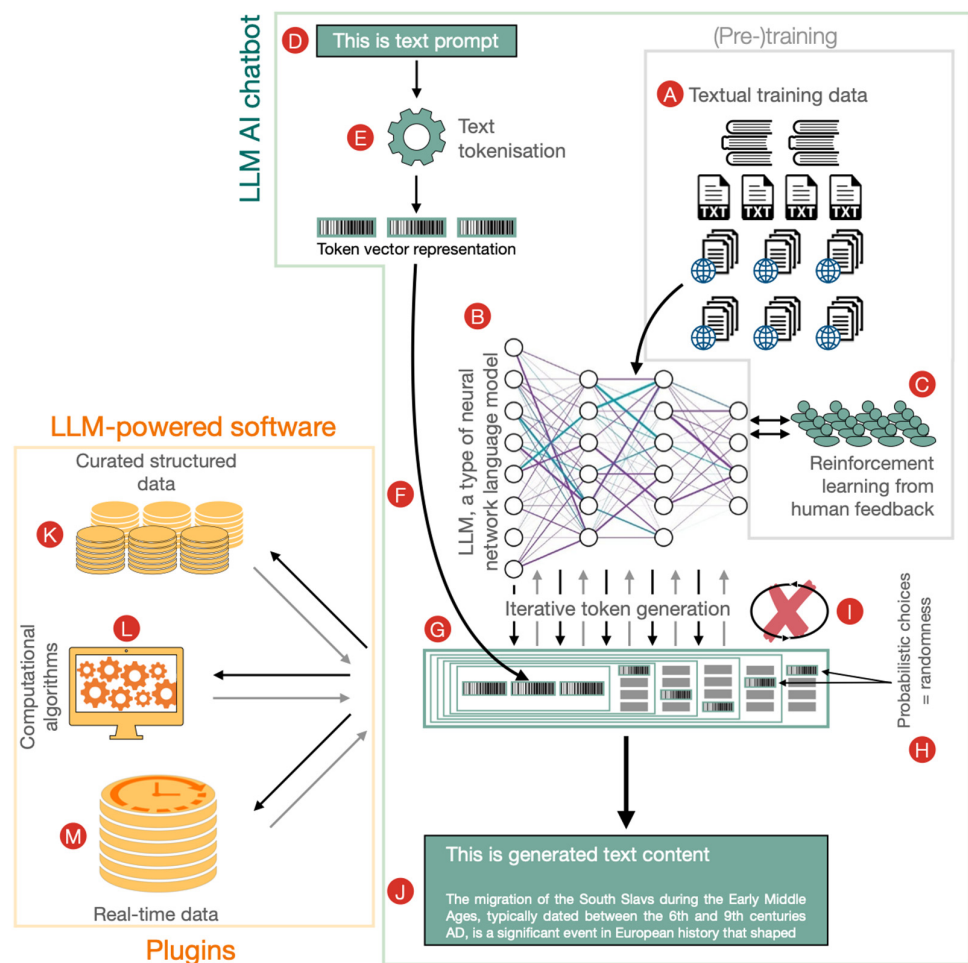 LLM AI chatbot
D
This is text prompt
E
Text
tokenisation
Token vector representation
(Pre-)training
A
Textual training data
TXT TXT TXT TXT
B
LLM, a type of neural
network language model
C
Reinforcement
learning from
human feedback
F
Iterative token generation
G
I
Probabilistic choices
= randomness
H
J
This is generated text content
The migration of the South Slavs during the Early Middle
Ages, typically dated between the 6th and 9th centuries
AD, is a significant event in European history that shaped
LLM-powered software
Curated structured
data
K
L
Computational
algorithms
M
Real-time data
Plugins